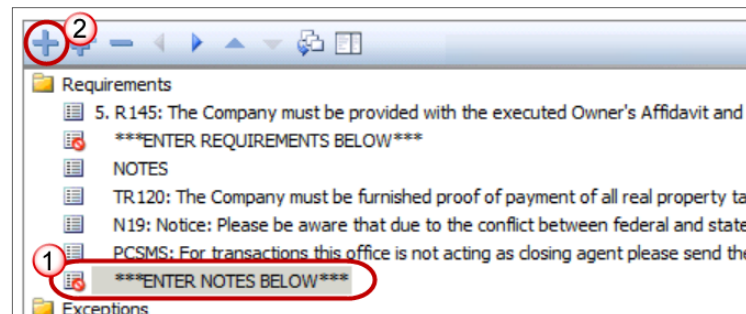 2
Requirements
5. R145: The Company must be provided with the executed Owner's Affidavit and
***ENTER REQUIREMENTS BELOW***
NOTES
TR120: The Company must be furnished proof of payment of all real property ta
N19: Notice: Please be aware that due to the conflict between federal and state
PCSMS: For transactions this office is not acting as closing agent please send the
1
***ENTER NOTES BELOW***
Exceptions